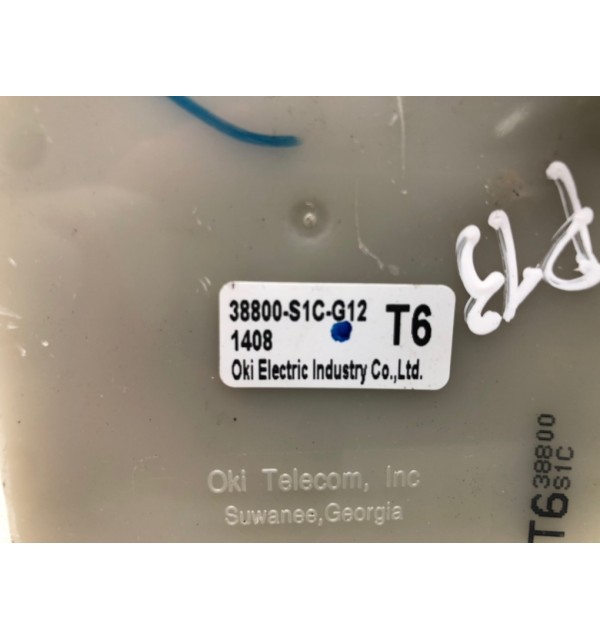 38800-S1C-G12
1408
T6
Oki Electric Industry Co.,Ltd.
Oki Telecom, Inc
Suwanee,Georgia
T6 38800
S1C